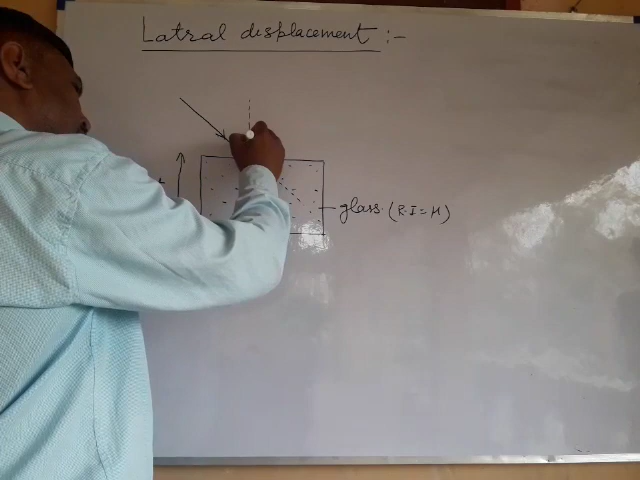 Latral displacement :-
glass (R.I = μ)
t